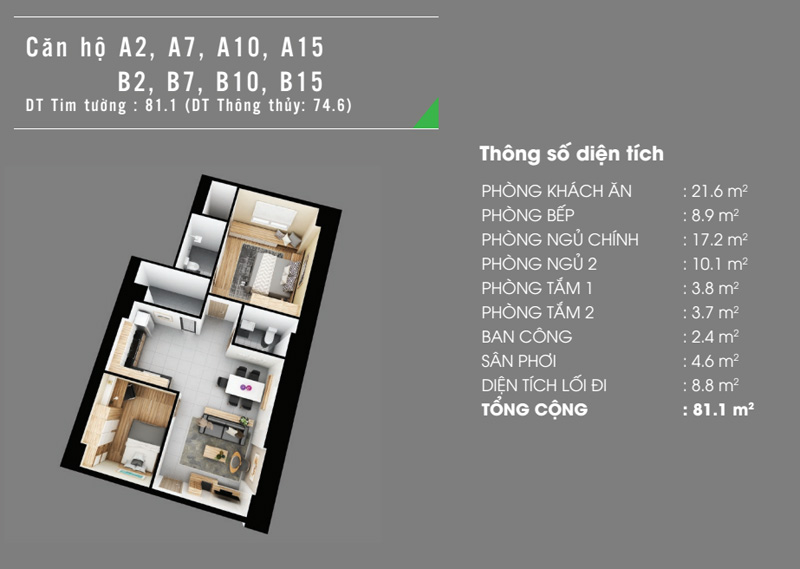 Căn hộ A2, A7, A10, A15
B2, B7, B10, B15
DT Tim tường : 81.1 (DT Thông thủy: 74.6)
Thông số diện tích
PHÒNG KHÁCH ĂN : 21.6 m²
PHÒNG BẾP : 8.9 m²
PHÒNG NGỦ CHÍNH : 17.2 m²
PHÒNG NGỦ 2 : 10.1 m²
PHÒNG TẮM 1 : 3.8 m²
PHÒNG TẮM 2 : 3.7 m²
BAN CÔNG : 2.4 m²
SÂN PHƠI : 4.6 m²
DIỆN TÍCH LỐI ĐI : 8.8 m²
TỔNG CỘNG : 81.1 m²